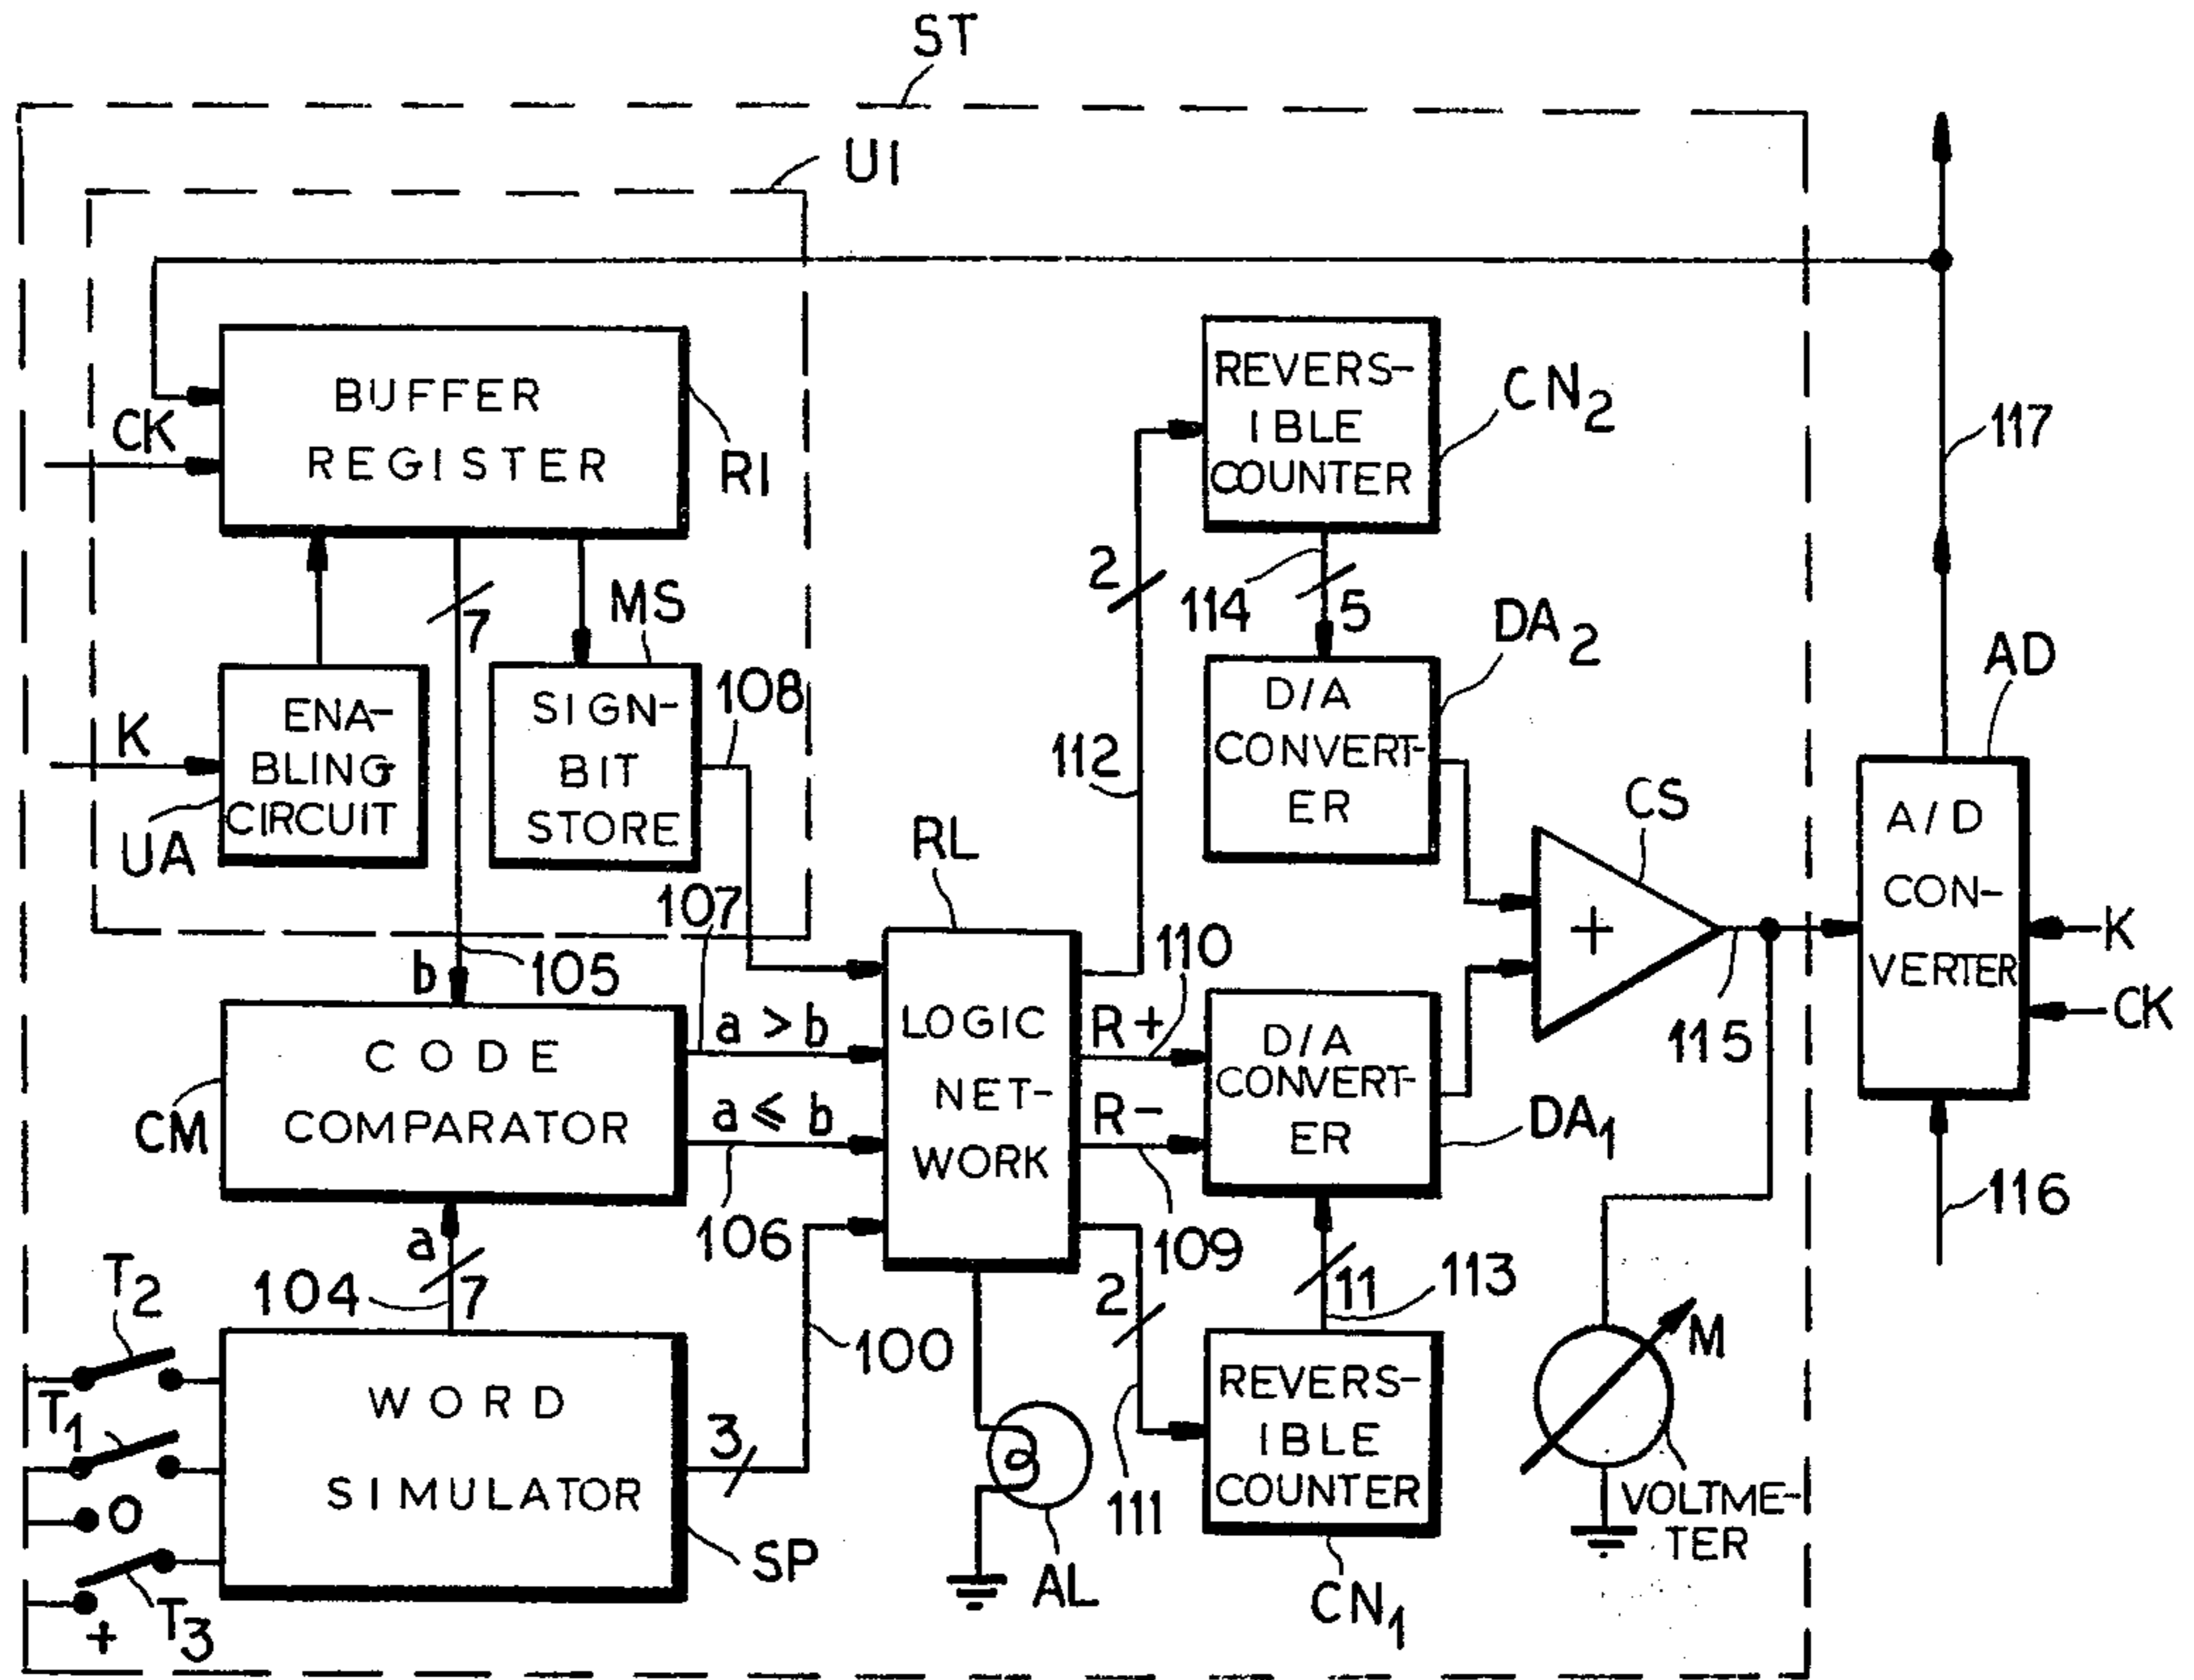 ST
UI
BUFFER
REGISTER
CK
RI
REVERS-
IBLE
COUNTER
CN2
117
7
MS
2
114
5
DA2
AD
ENA-
BLING
CIRCUIT
K
UA
SIGN-
BIT
STORE
108
112
D/A
CONVERT-
ER
CS
A/D
CON-
VERTER
K
CK
RL
107
b
105
110
+
115
CODE
COMPARATOR
CM
a > b
a ⩽ b
LOGIC
NET-
WORK
R+
R-
D/A
CONVERT-
ER
DA1
116
a
104
7
106
109
2
11
113
T2
T1
O
T3
+
WORD
SIMULATOR
3
100
SP
AL
111
REVERS-
IBLE
COUNTER
CN1
M
VOLTME-
TER